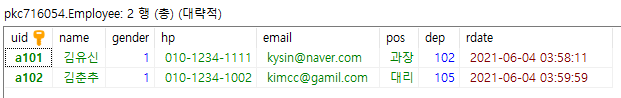 pkc716054.Employee: 2 행 (총) (대략적)
uid name gender hp email pos dep rdate
a101 김유신 1 010-1234-1111 kysin@naver.com 과장 102 2021-06-04 03:58:11
a102 김춘추 1 010-1234-1002 kimcc@gamil.com 대리 105 2021-06-04 03:59:59